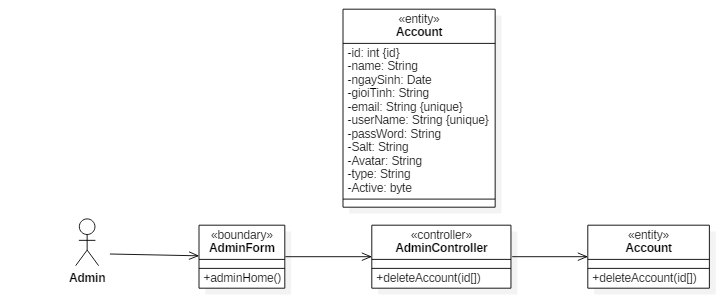 «entity»
Account
-id: int {id}
-name: String
-ngaySinh: Date
-gioiTinh: String
-email: String {unique}
-userName: String {unique}
-passWord: String
-Salt: String
-Avatar: String
-type: String
-Active: byte
Admin
«boundary»
AdminForm
+adminHome()
«controller»
AdminController
+deleteAccount(id[])
«entity»
Account
+deleteAccount(id[])